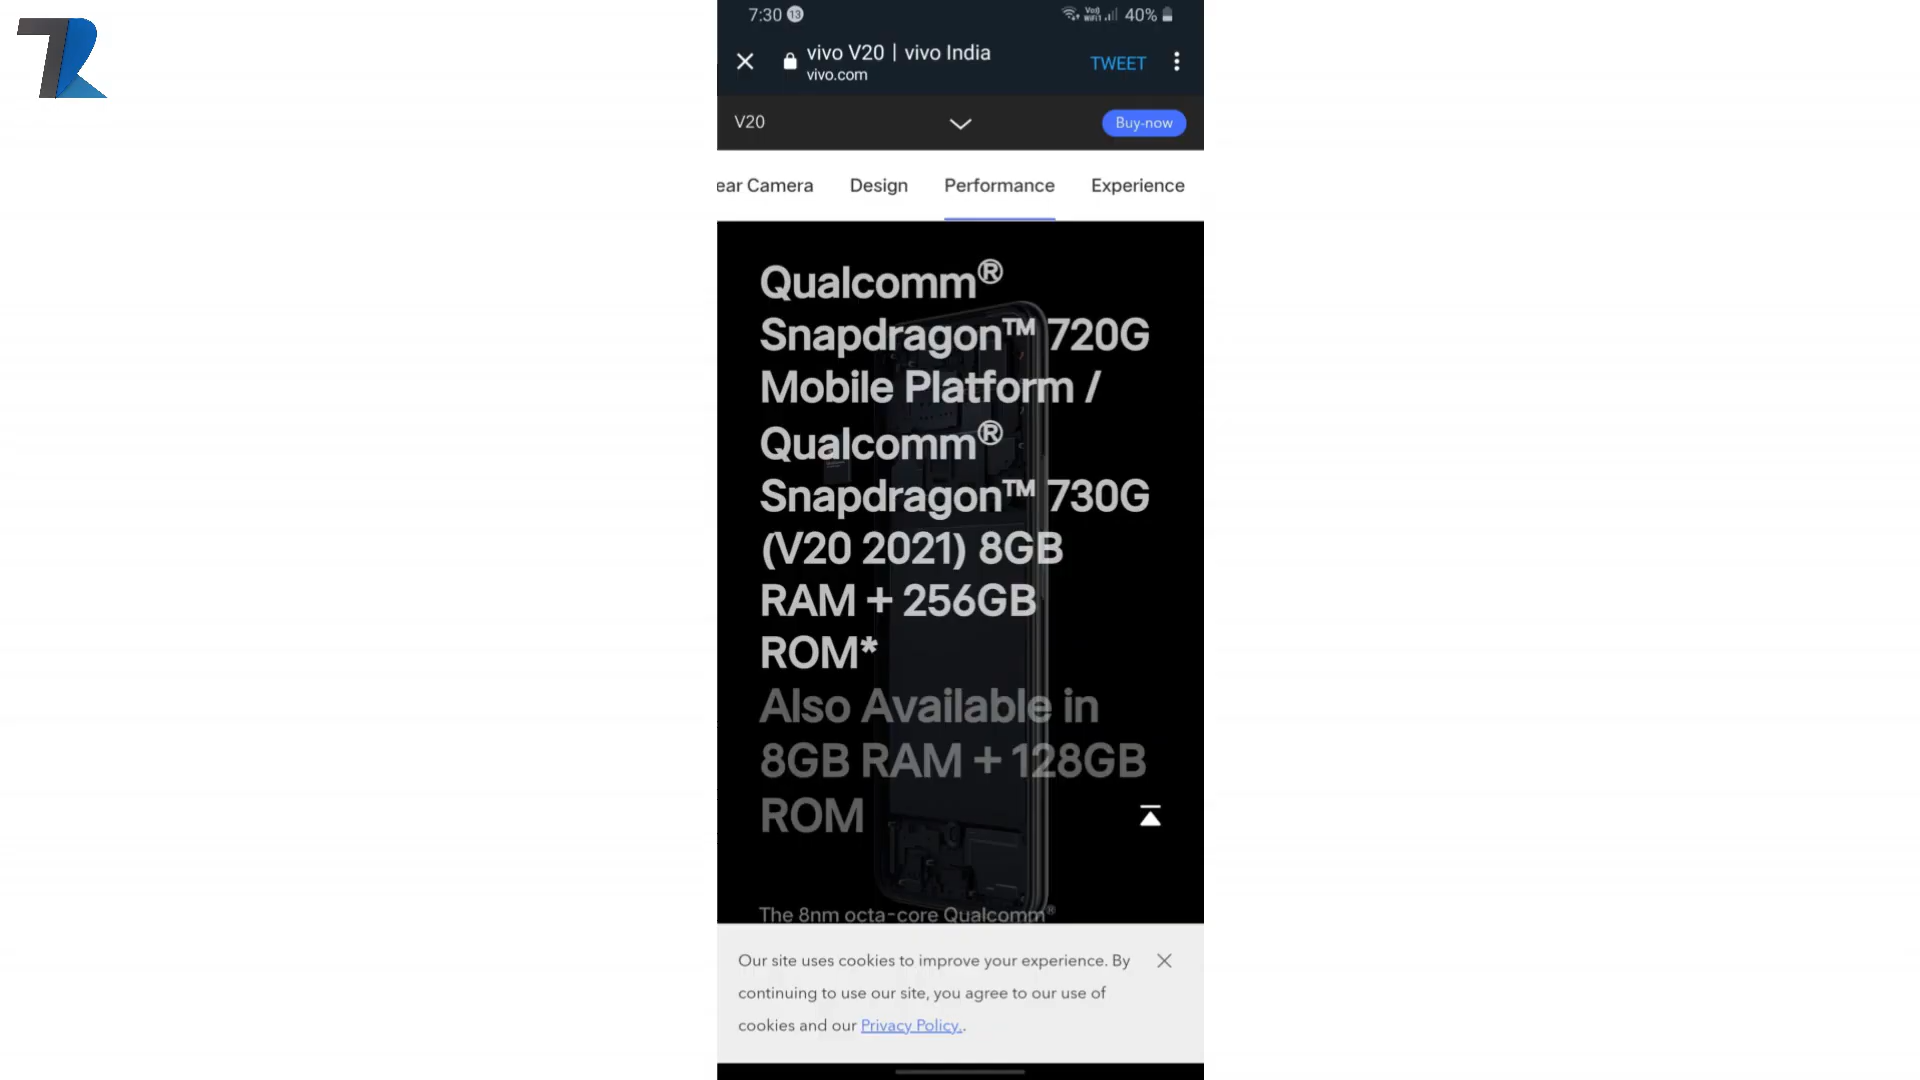 7:30 13 Vo) WiFi1 40%
vivo V20 | vivo India
vivo.com
TWEET
V20
Buy-now
ear Camera Design Performance Experience
Qualcomm®
Snapdragon™ 720G
Mobile Platform /
Qualcomm®
Snapdragon™ 730G
(V20 2021) 8GB
RAM + 256GB
ROM*
Also Available in
8GB RAM + 128GB
ROM
The 8nm octa-core Qualcomm®
Our site uses cookies to improve your experience. By
continuing to use our site, you agree to our use of
cookies and our Privacy Policy..